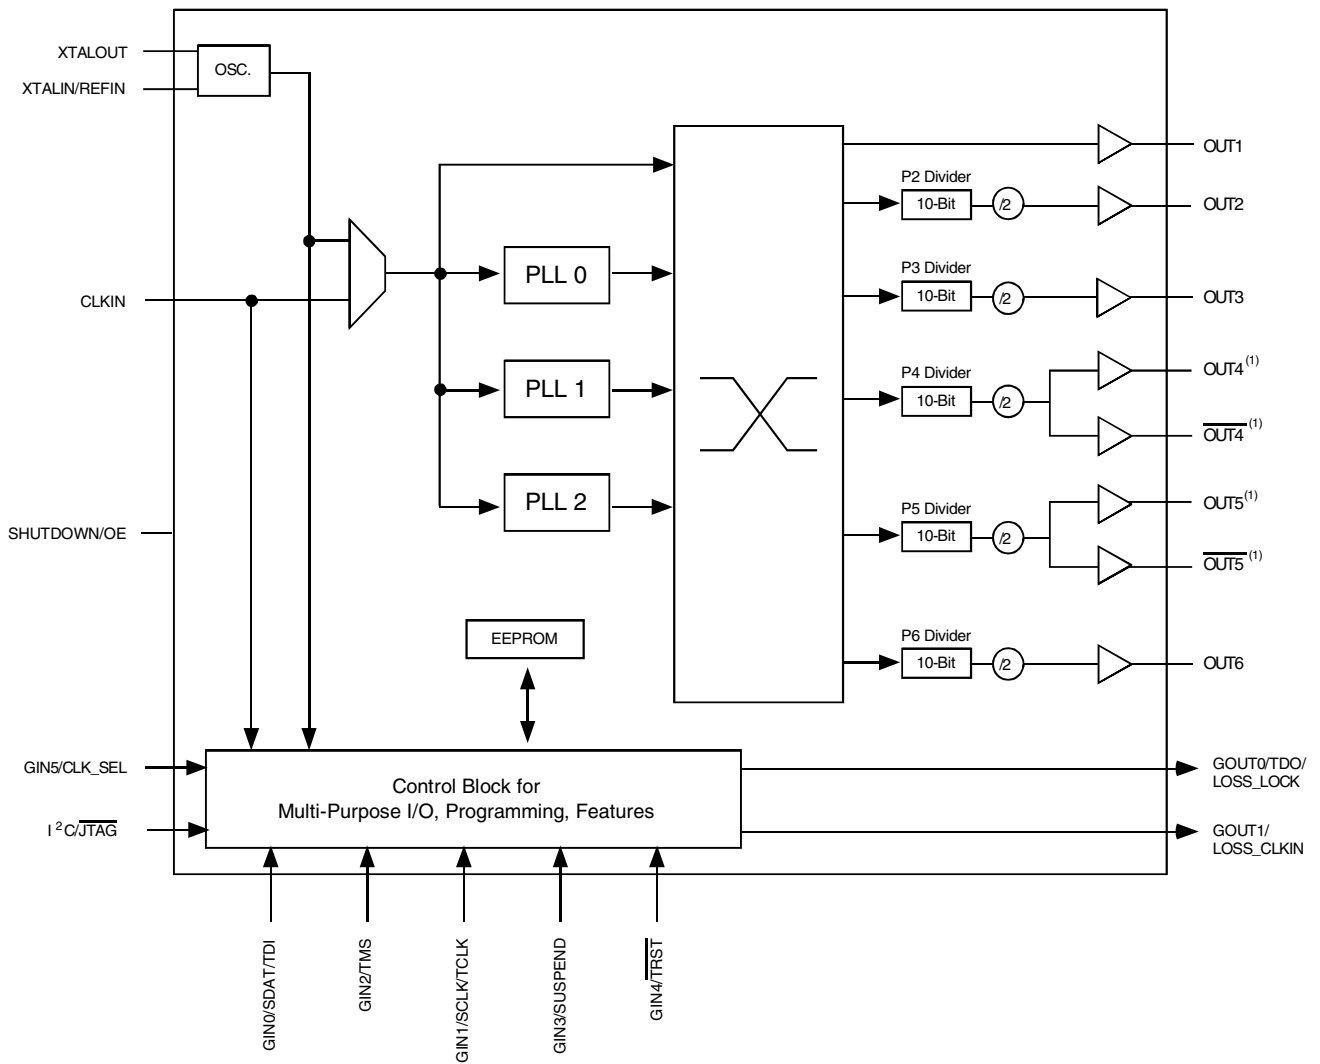 XTALOUT
XTALIN/REFIN
OSC.
CLKIN
SHUTDOWN/OE
PLL 0
PLL 1
PLL 2
EEPROM
OUT1
P2 Divider
10-Bit
/2
OUT2
P3 Divider
10-Bit
/2
OUT3
P4 Divider
10-Bit
/2
OUT4(1)
OUT4(1)
P5 Divider
10-Bit
/2
OUT5(1)
OUT5(1)
P6 Divider
10-Bit
/2
OUT6
GIN5/CLK_SEL
I2C/JTAG
Control Block for
Multi-Purpose I/O, Programming, Features
GOUT0/TDO/
LOSS_LOCK
GOUT1/
LOSS_CLKIN
GIN0/SDAT/TDI
GIN2/TMS
GIN1/SCLK/TCLK
GIN3/SUSPEND
GIN4/TRST